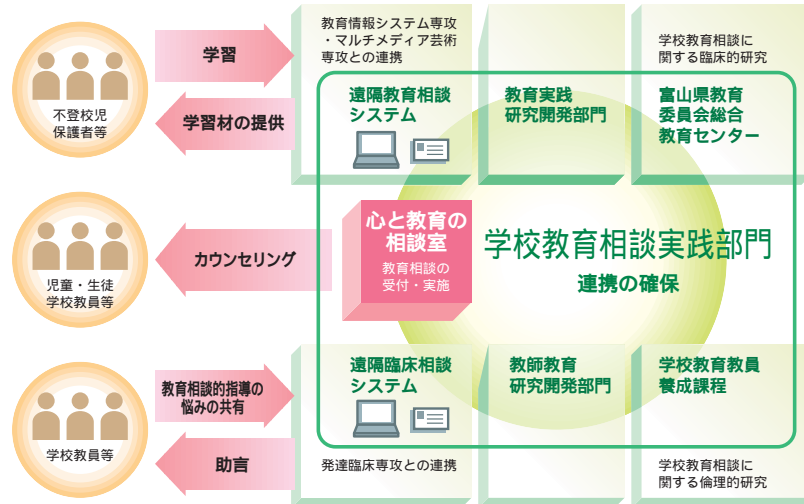 不登校児
保護者等
学習
学習材の提供
教育情報システム専攻
・マルチメディア芸術
専攻との連携
遠隔教育相談
システム
教育実践
研究開発部門
学校教育相談に
関する臨床的研究
富山県教育
委員会総合
教育センター
児童・生徒
学校教員等
カウンセリング
心と教育の
相談室
教育相談の
受付・実施
学校教育相談実践部門
連携の確保
学校教員等
教育相談的指導の
悩みの共有
助言
遠隔臨床相談
システム
発達臨床専攻との連携
教師教育
研究開発部門
学校教育教員
養成課程
学校教育相談に
関する倫理的研究